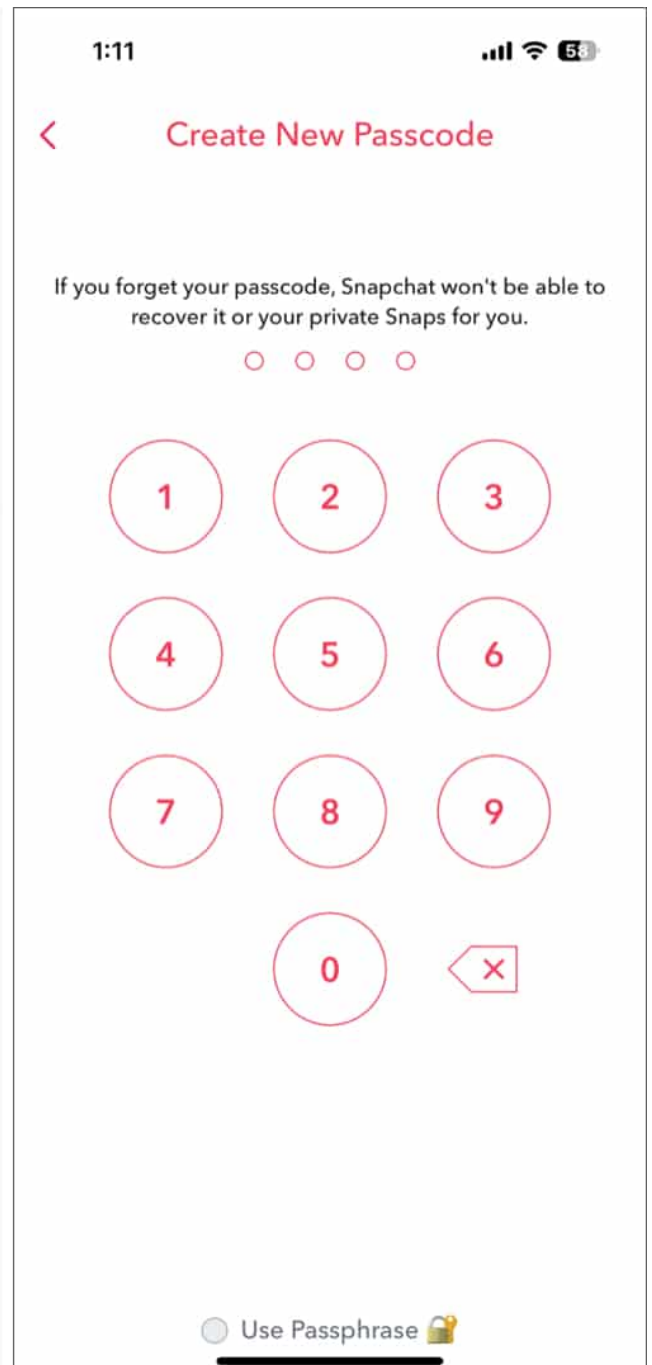 1:11
58
Create New Passcode
If you forget your passcode, Snapchat won't be able to
recover it or your private Snaps for you.
1 2 3
4 5 6
7 8 9
0
Use Passphrase 🔐